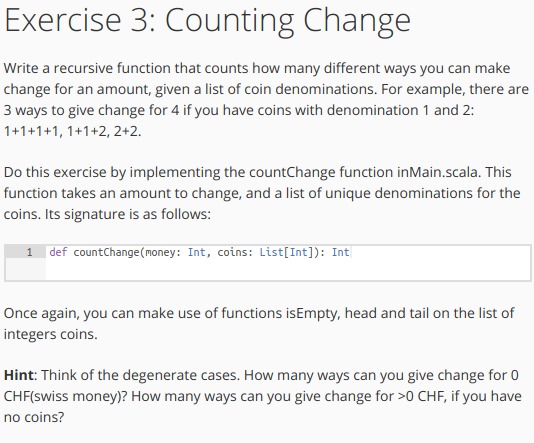 Exercise 3: Counting Change
Write a recursive function that counts how many different ways you can make
change for an amount, given a list of coin denominations. For example, there are
3 ways to give change for 4 if you have coins with denomination 1 and 2:
1+1+1+1, 1+1+2, 2+2.
Do this exercise by implementing the countChange function inMain.scala. This
function takes an amount to change, and a list of unique denominations for the
coins. Its signature is as follows:
1 def countChange(money: Int, coins: List[Int]): Int
Once again, you can make use of functions isEmpty, head and tail on the list of
integers coins.
Hint: Think of the degenerate cases. How many ways can you give change for 0
CHF(swiss money)? How many ways can you give change for >0 CHF, if you have
no coins?